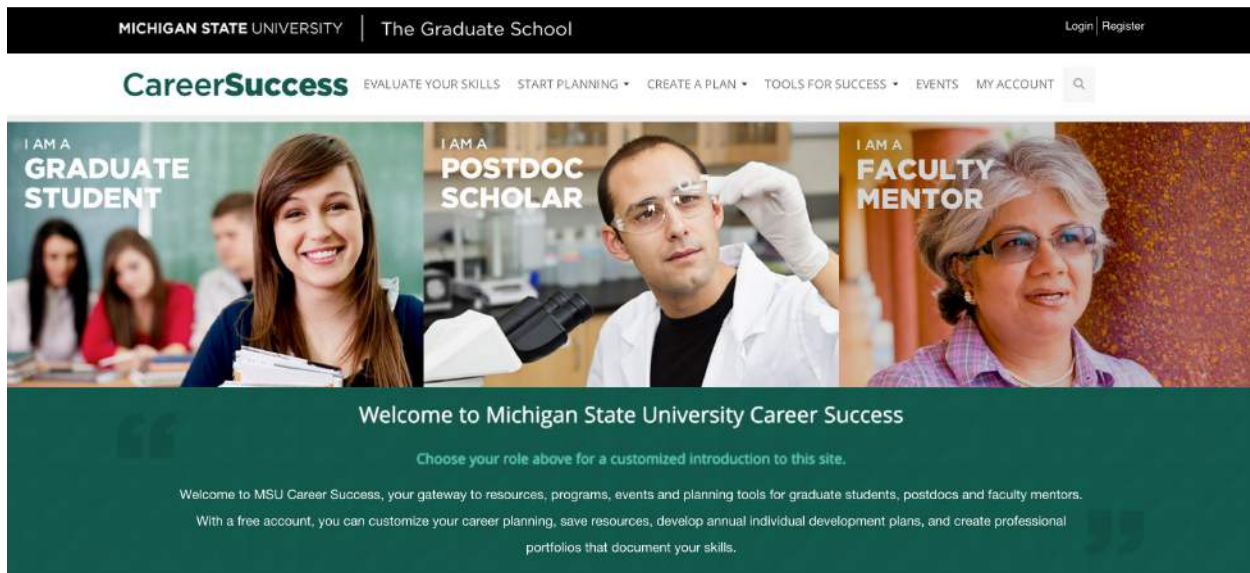 MICHIGAN STATE UNIVERSITY | The Graduate School
Login | Register
CareerSuccess
EVALUATE YOUR SKILLS START PLANNING CREATE A PLAN TOOLS FOR SUCCESS EVENTS MY ACCOUNT
I AM A
GRADUATE
STUDENT
I AM A
POSTDOC
SCHOLAR
I AM A
FACULTY
MENTOR
Welcome to Michigan State University Career Success
Choose your role above for a customized introduction to this site.
Welcome to MSU Career Success, your gateway to resources, programs, events and planning tools for graduate students, postdocs and faculty mentors.
With a free account, you can customize your career planning, save resources, develop annual individual development plans, and create professional
portfolios that document your skills.